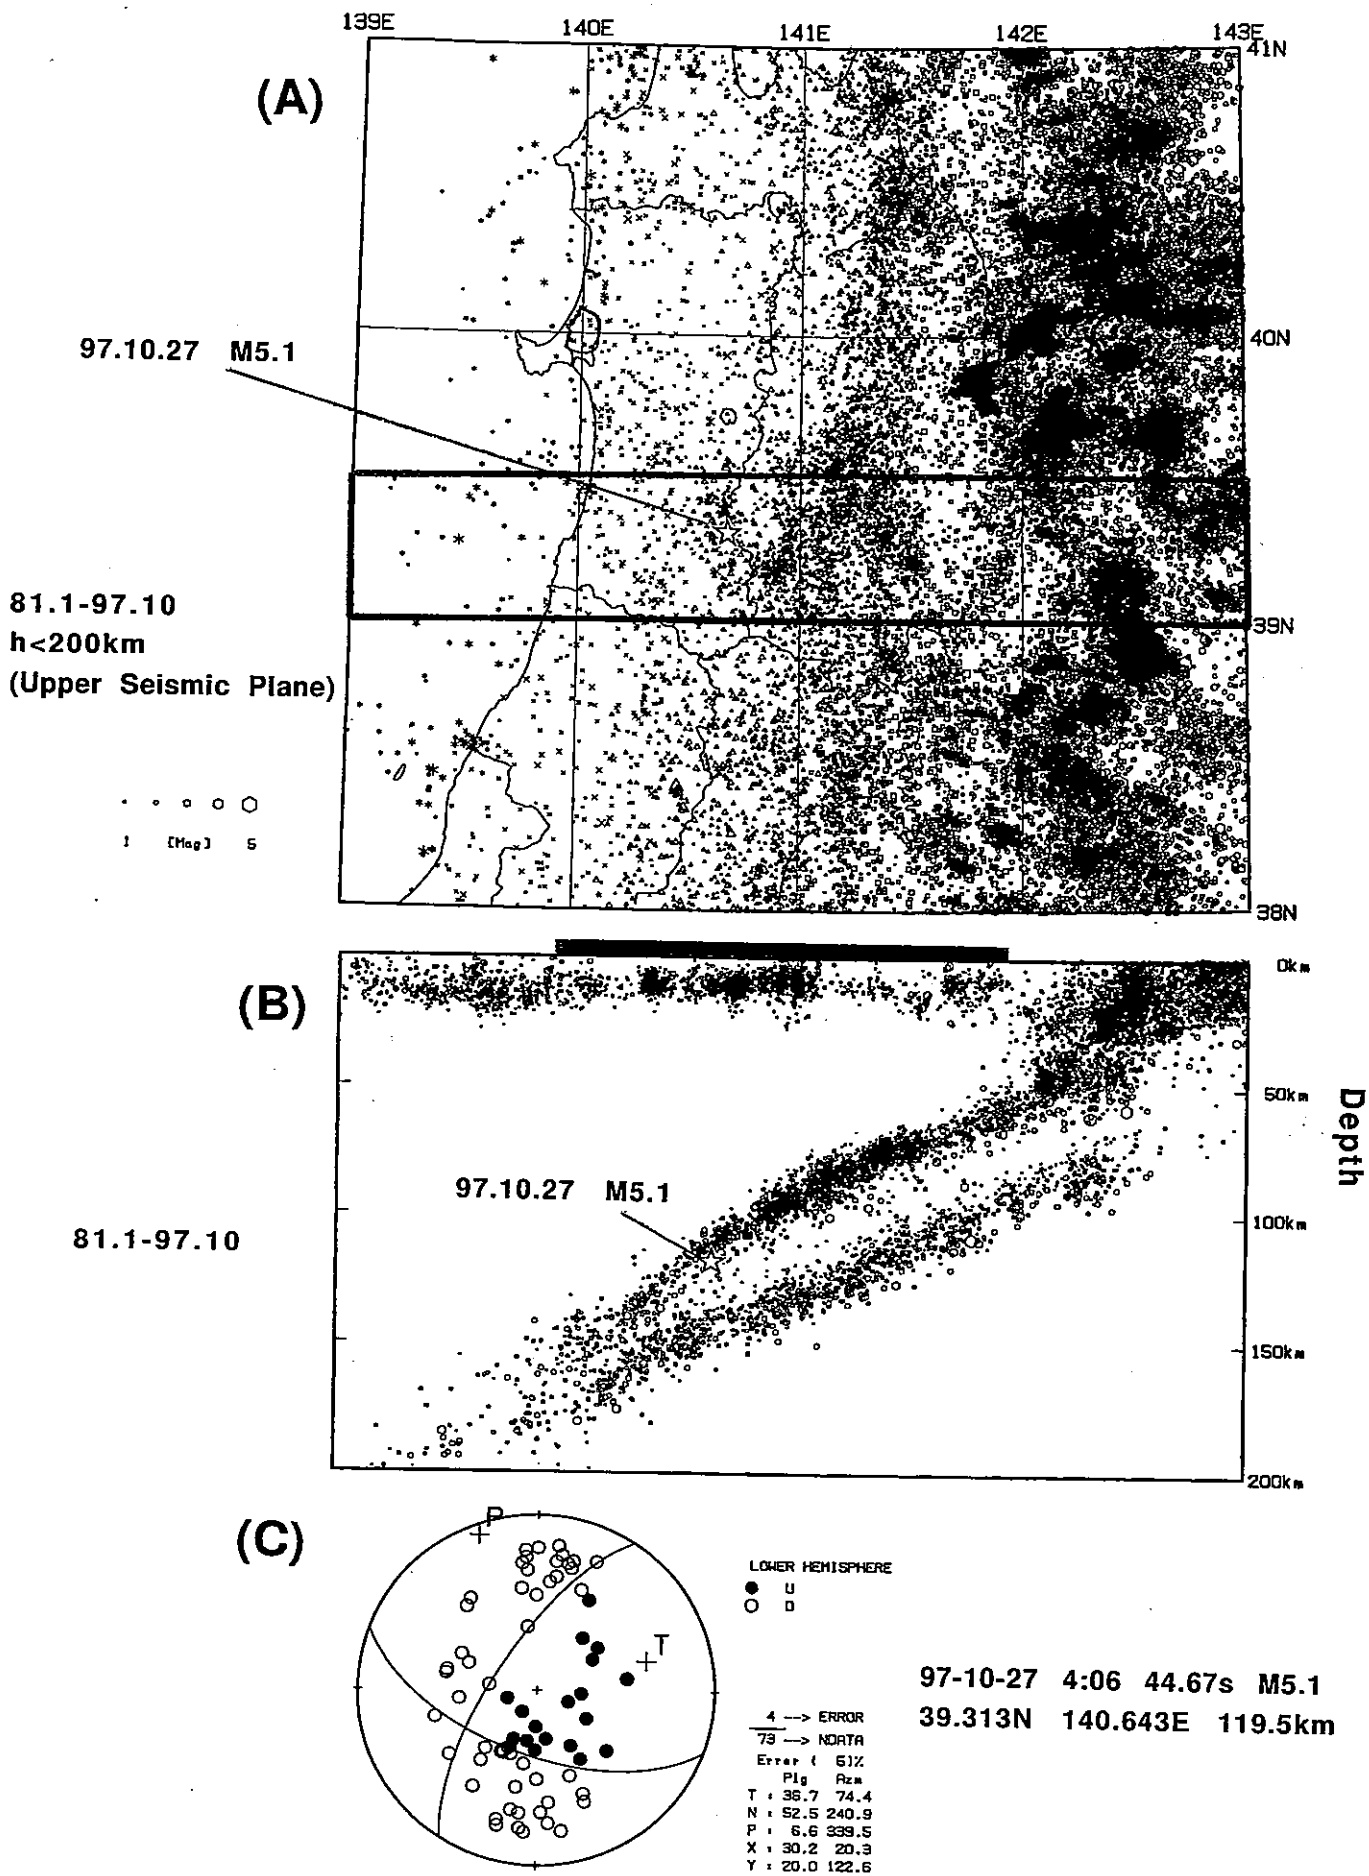 139E 140E 141E 142E 143E
41N
(A)
40N
97.10.27 M5.1
39N
81.1-97.10
h<200km
(Upper Seismic Plane)
1 [Mag] 5
38N
0km
(B)
50km
Depth
97.10.27 M5.1
100km
81.1-97.10
150km
200km
(C)
P
T
LOWER HEMISPHERE
U
D
97-10-27 4:06 44.67s M5.1
39.313N 140.643E 119.5km
4 --> ERROR
73 --> NDATA
Error ( 5)%
Plg Azm
T : 36.7 74.4
N : 52.5 240.9
P : 6.6 339.5
X : 30.2 20.3
Y : 20.0 122.6